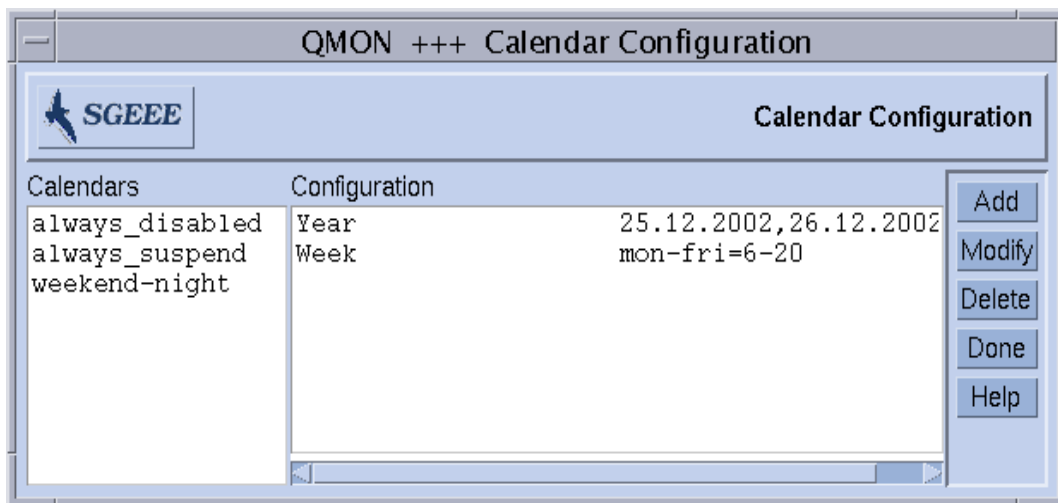 QMON +++ Calendar Configuration
SGEEE
Calendar Configuration
Calendars
Configuration
always_disabled
always_suspend
weekend-night
Year 25.12.2002,26.12.2002
Week mon-fri=6-20
Add
Modify
Delete
Done
Help